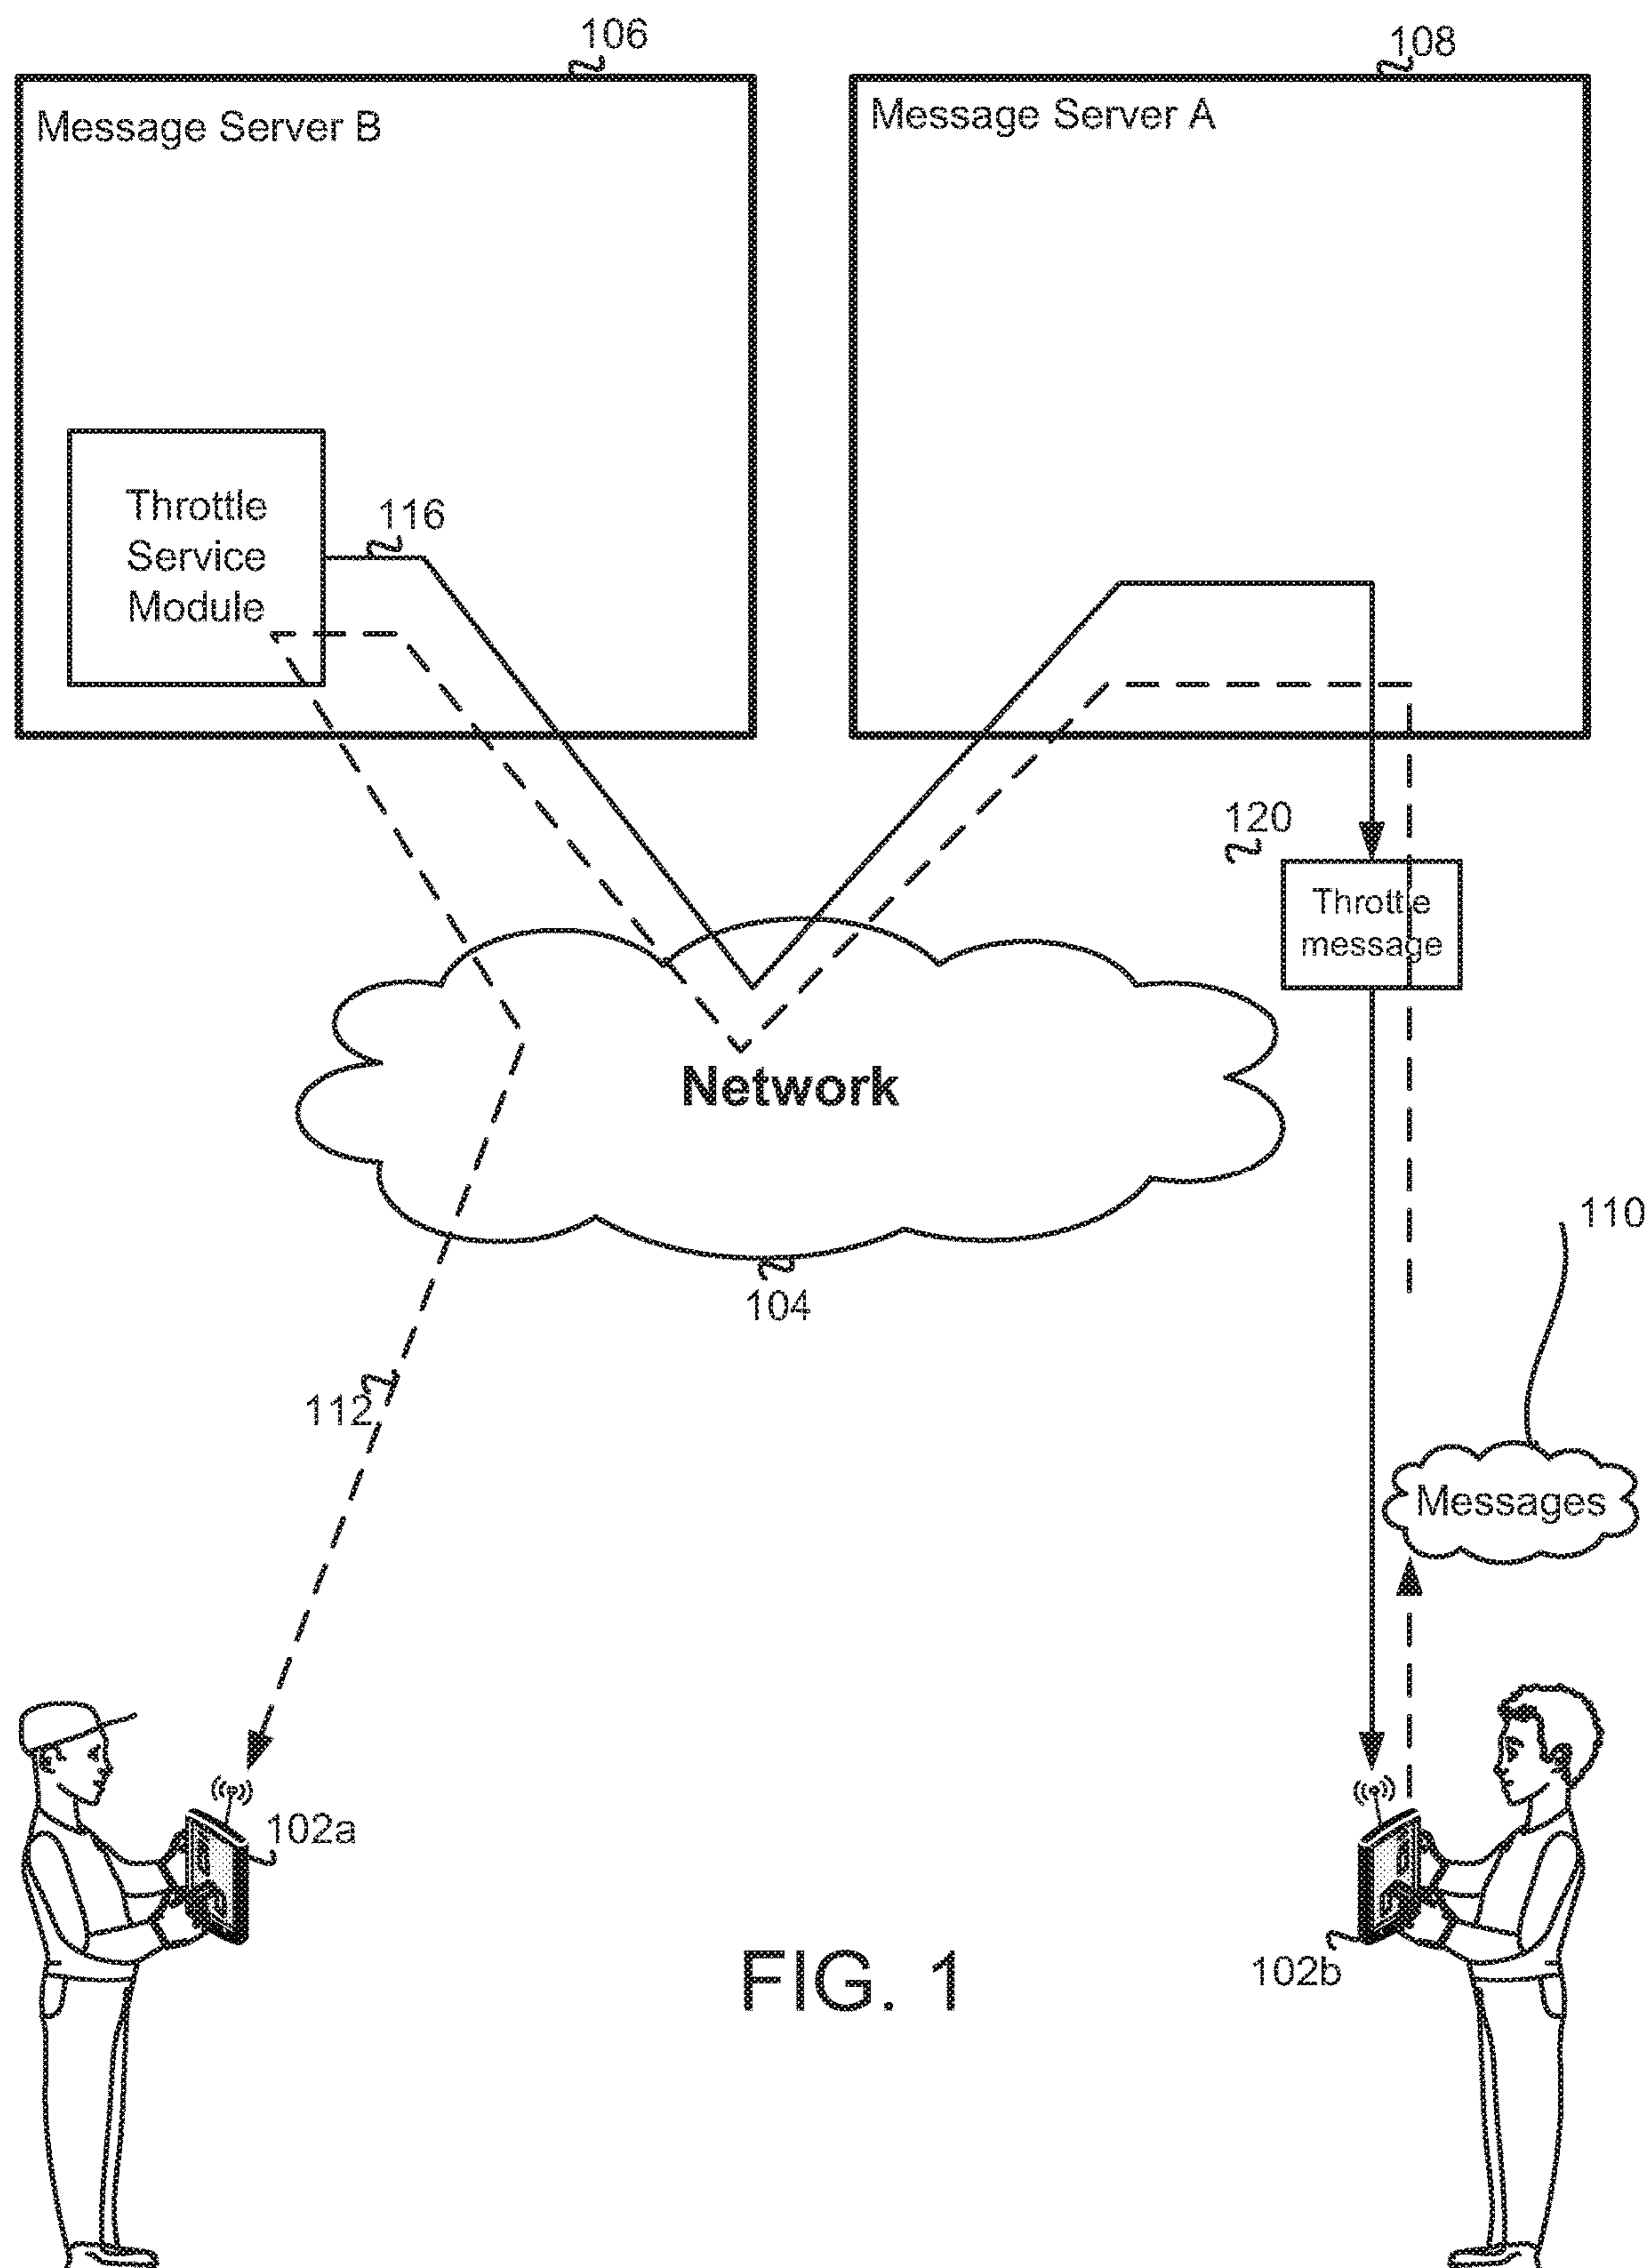 106
108
Message Server B
Message Server A
Throttle
Service
Module
116
120
Throttle
message
Network
104
110
112
Messages
102a
102b
FIG. 1